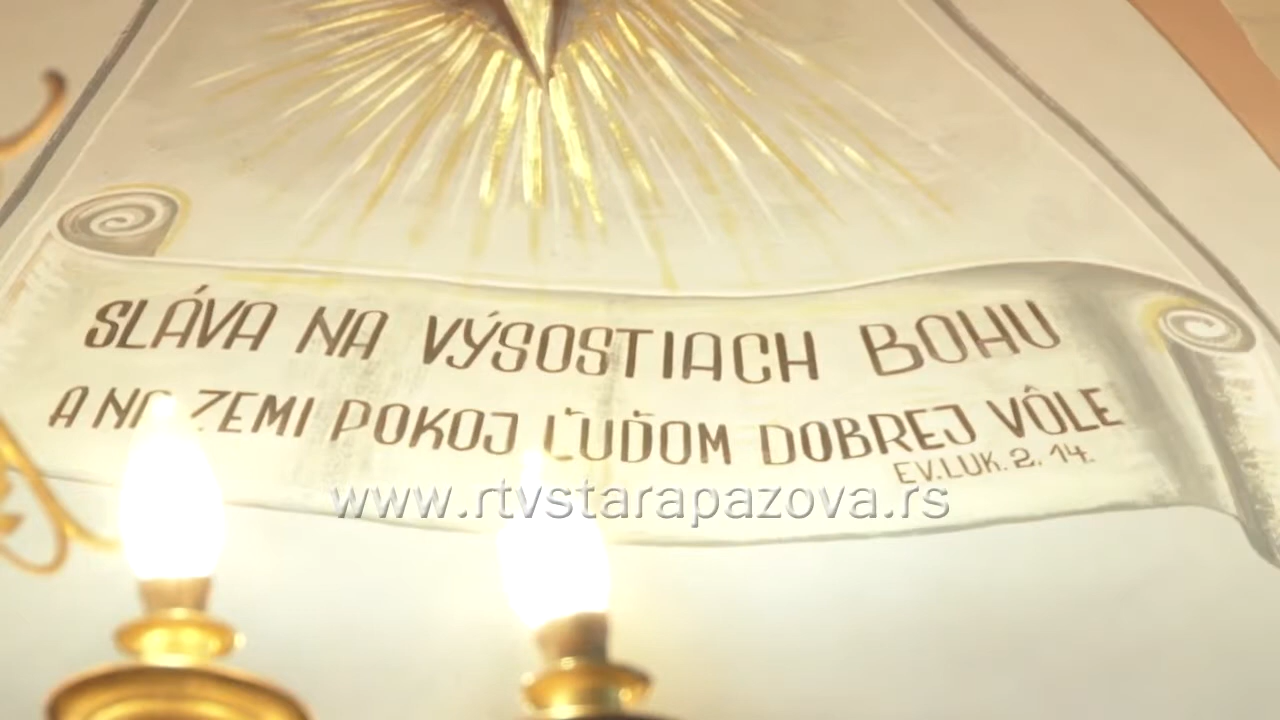 SLÁVA NA VÝSOSTIACH BOHU
A NA ZEMI POKOJ ĽUĎOM DOBREJ VÔLE
EV. LUK. 2. 14.
www.rtvstarapazova.rs